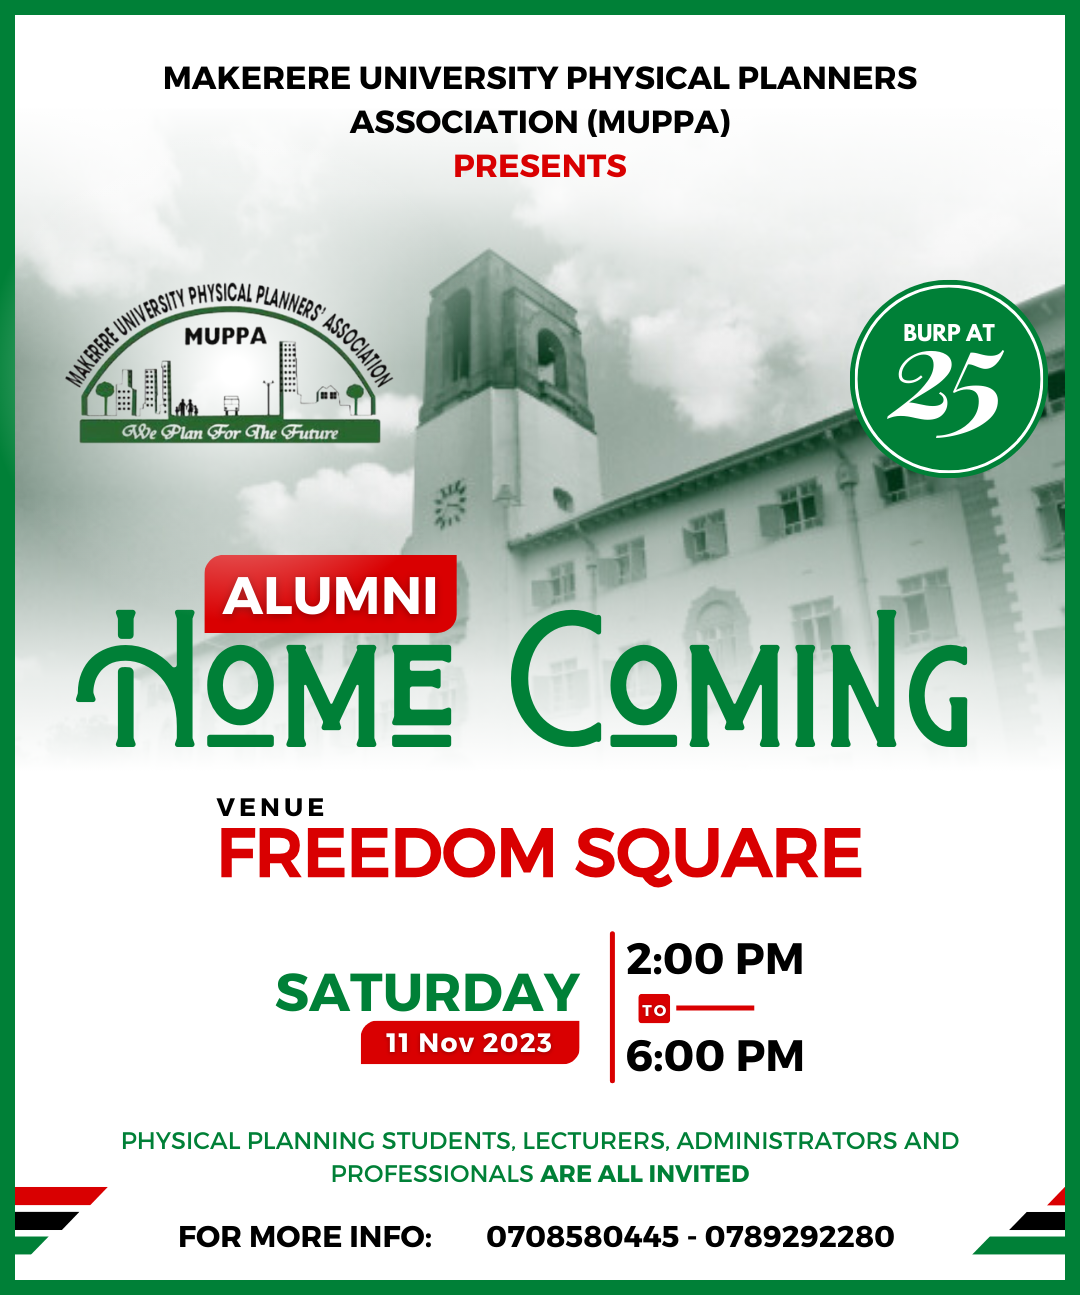 MAKERERE UNIVERSITY PHYSICAL PLANNERS
ASSOCIATION (MUPPA)
PRESENTS
MAKERERE UNIVERSITY PHYSICAL PLANNERS' ASSOCIATION
MUPPA
We Plan For The Future
BURP AT
25
ALUMNI
HOME COMING
VENUE
FREEDOM SQUARE
SATURDAY
11 Nov 2023
2:00 PM
TO
6:00 PM
PHYSICAL PLANNING STUDENTS, LECTURERS, ADMINISTRATORS AND
PROFESSIONALS ARE ALL INVITED
FOR MORE INFO: 0708580445 - 0789292280